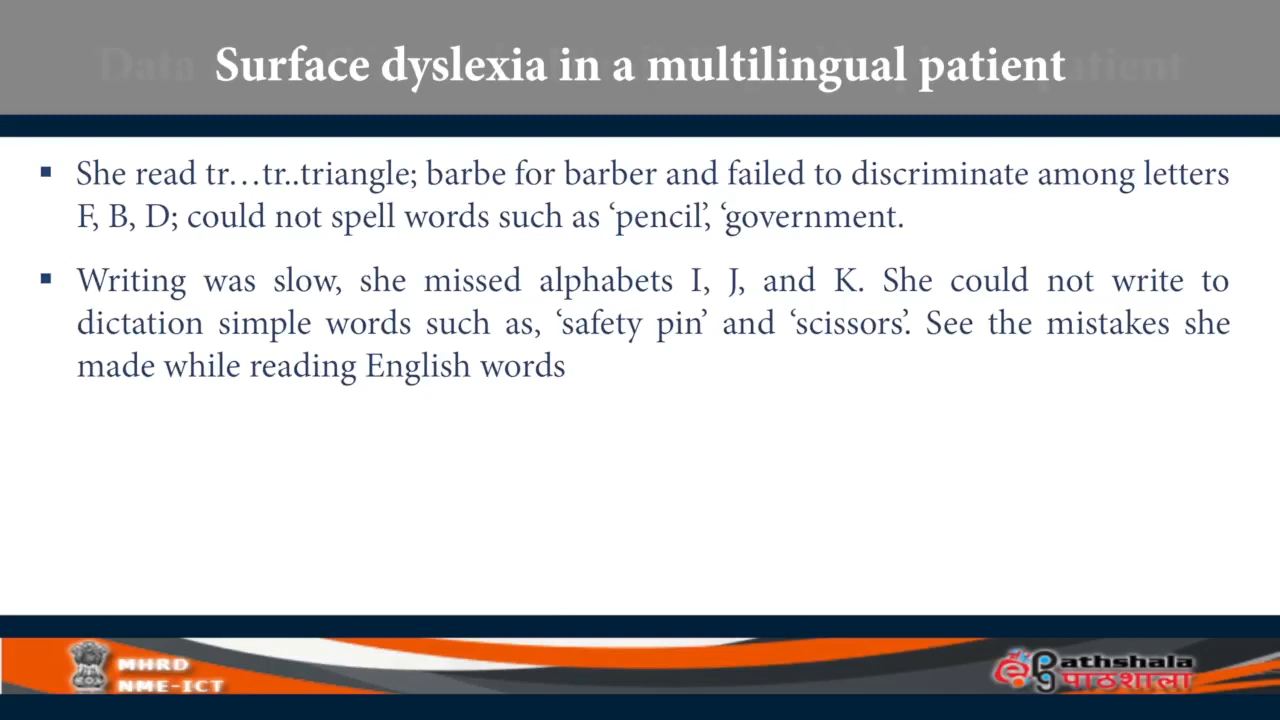 Surface dyslexia in a multilingual patient
▪ She read tr…tr..triangle; barbe for barber and failed to discriminate among letters
F, B, D; could not spell words such as ‘pencil’, ‘government.
▪ Writing was slow, she missed alphabets I, J, and K. She could not write to
dictation simple words such as, ‘safety pin’ and ‘scissors’. See the mistakes she
made while reading English words
MHRD
NME-ICT
athshala
पाठशाला